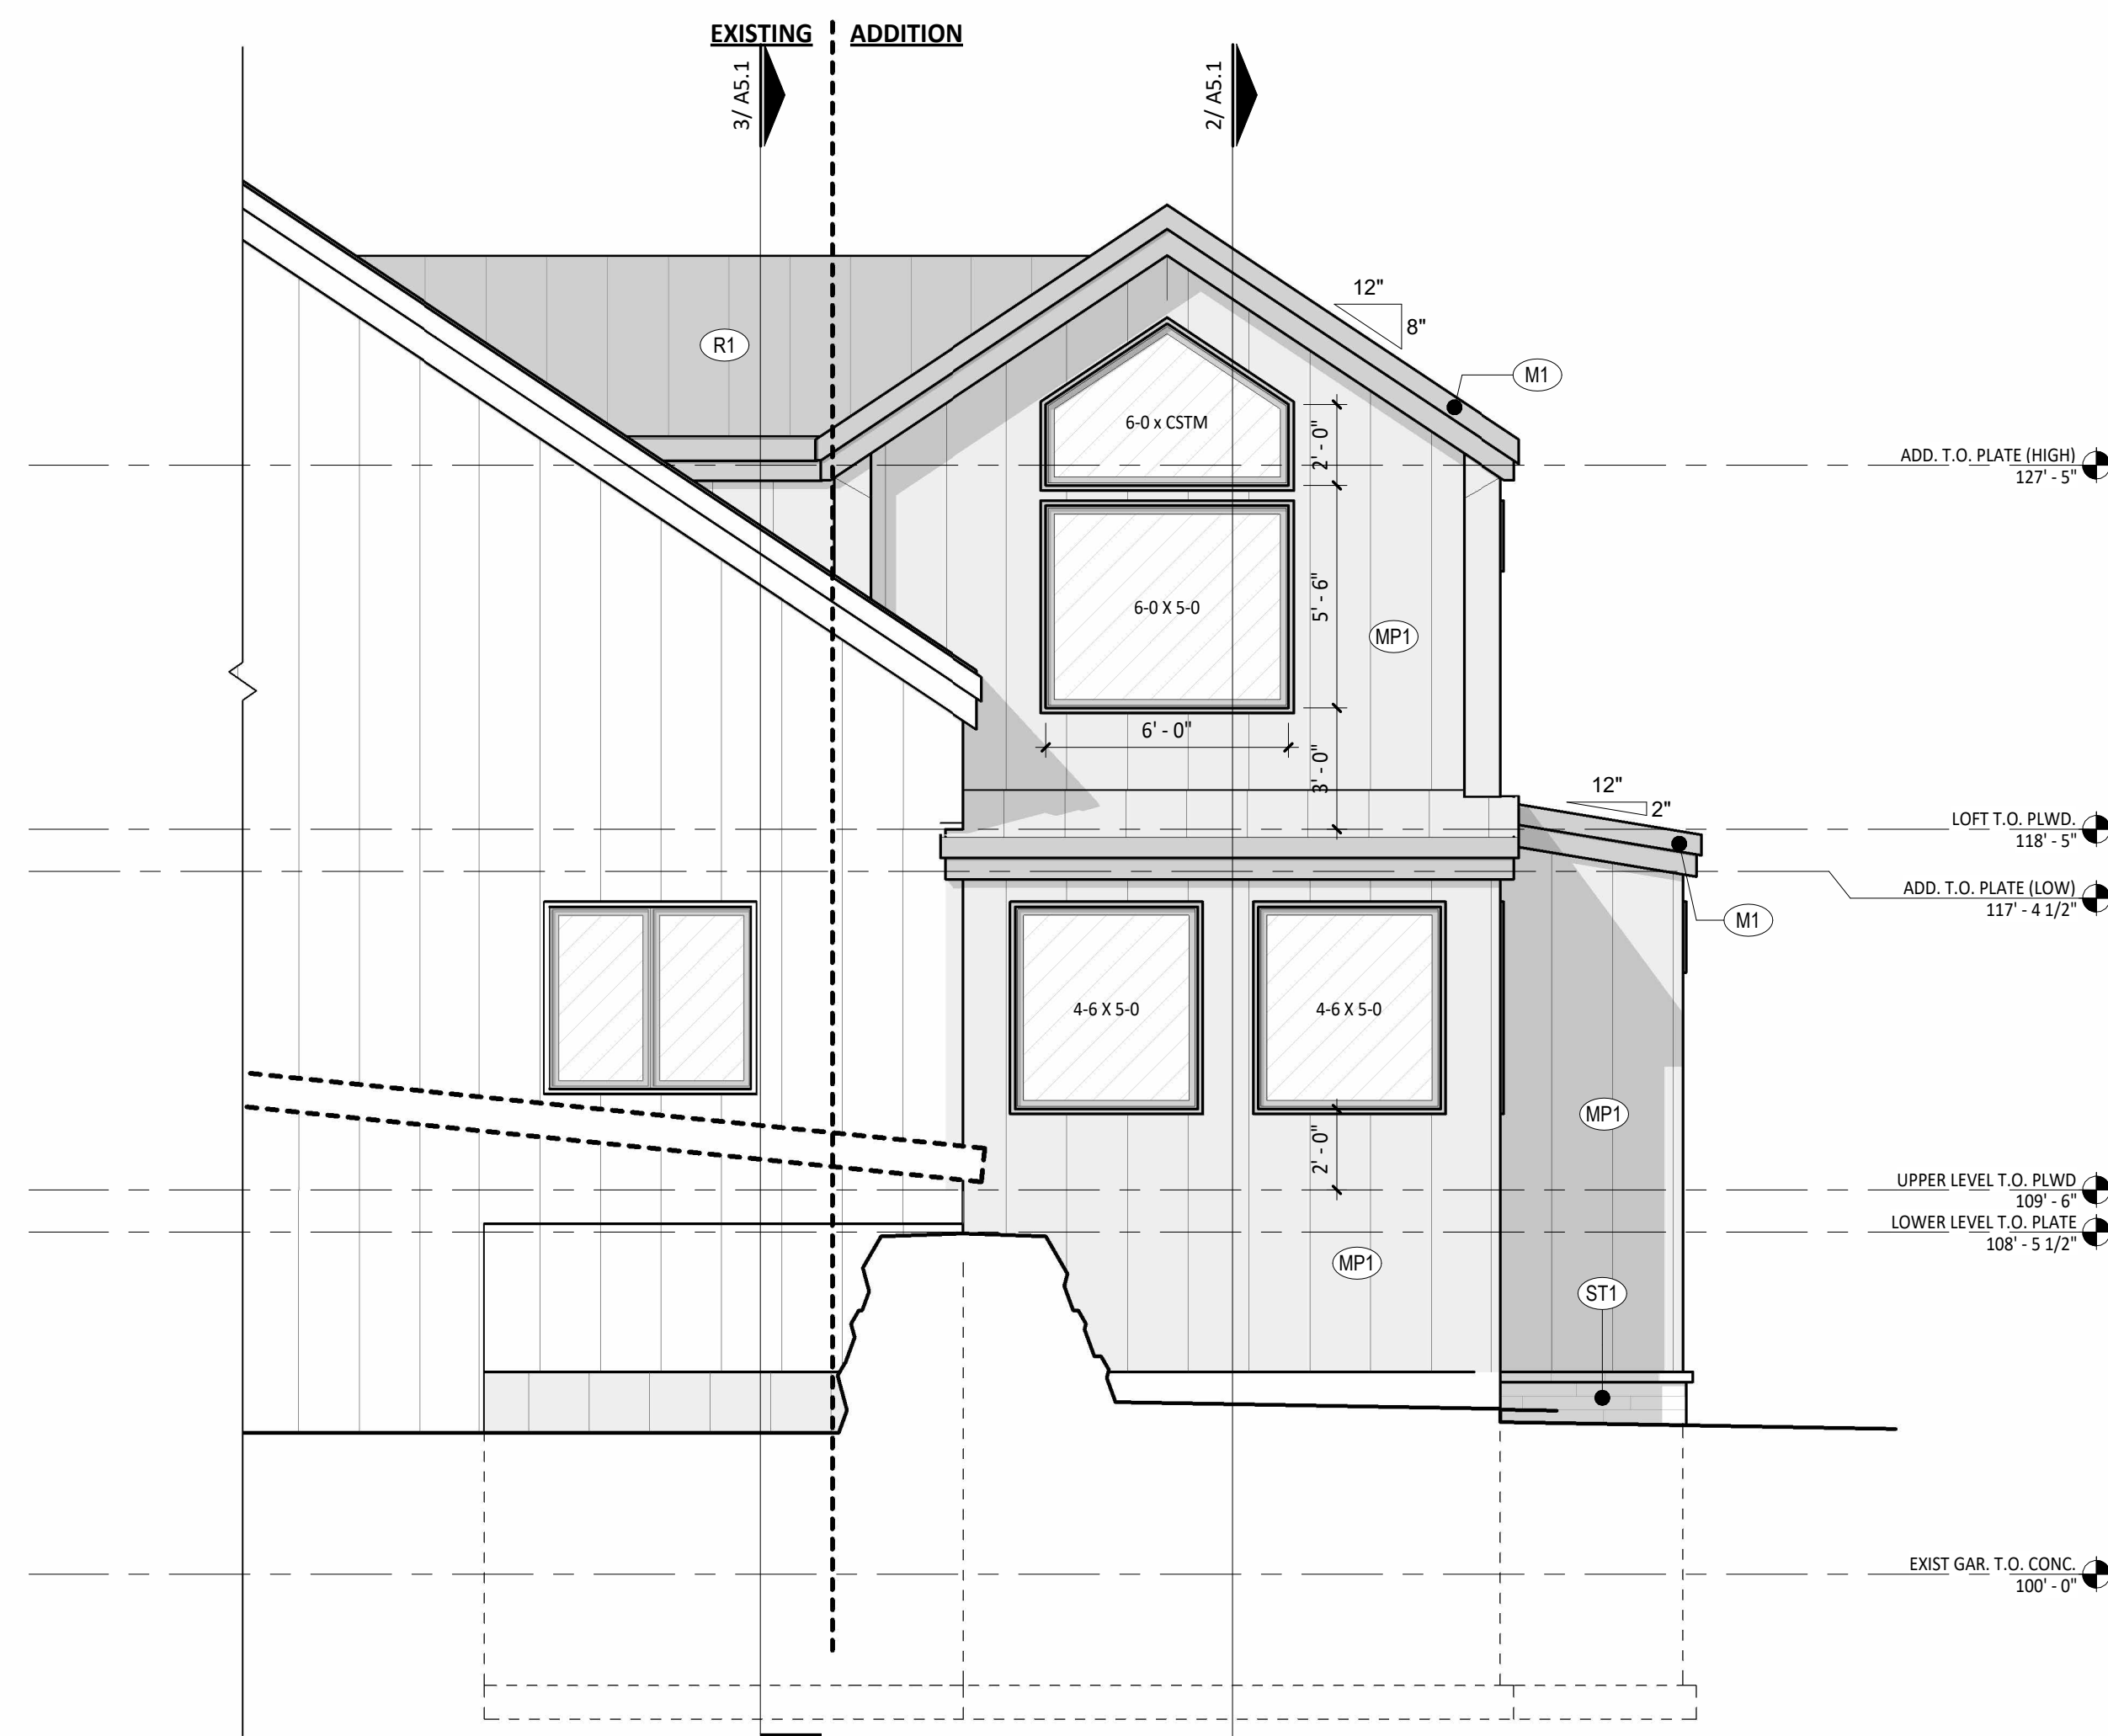 EXISTING ADDITION
3/ A5.1
2/ A5.1
12"
8"
R1
M1
6-0 x CSTM
2' - 0"
ADD. T.O. PLATE (HIGH)
127' - 5"
6-0 X 5-0
5' - 6"
MP1
6' - 0"
3' - 0"
12"
2"
LOFT T.O. PLWD.
118' - 5"
ADD. T.O. PLATE (LOW)
117' - 4 1/2"
M1
4-6 X 5-0
4-6 X 5-0
MP1
2' - 0"
UPPER LEVEL T.O. PLWD
109' - 6"
LOWER LEVEL T.O. PLATE
108' - 5 1/2"
MP1
ST1
EXIST GAR. T.O. CONC.
100' - 0"